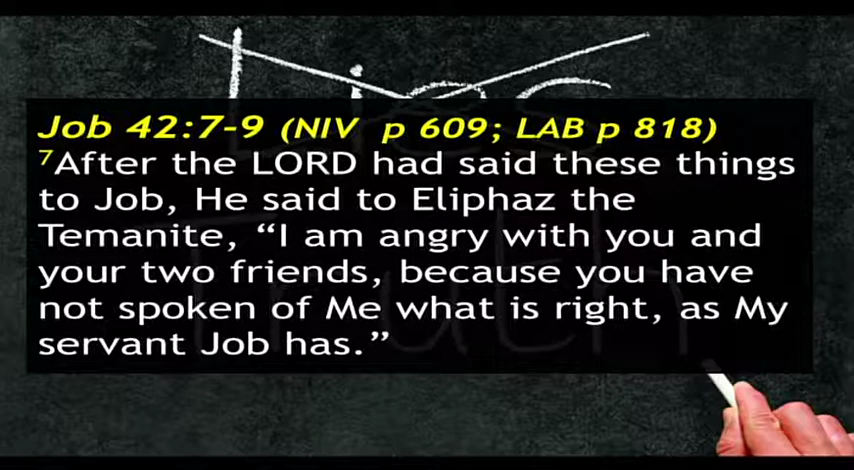 Lies
Job 42:7-9 (NIV p 609; LAB p 818)
7After the LORD had said these things
to Job, He said to Eliphaz the
Temanite, “I am angry with you and
your two friends, because you have
not spoken of Me what is right, as My
servant Job has.”
Truth